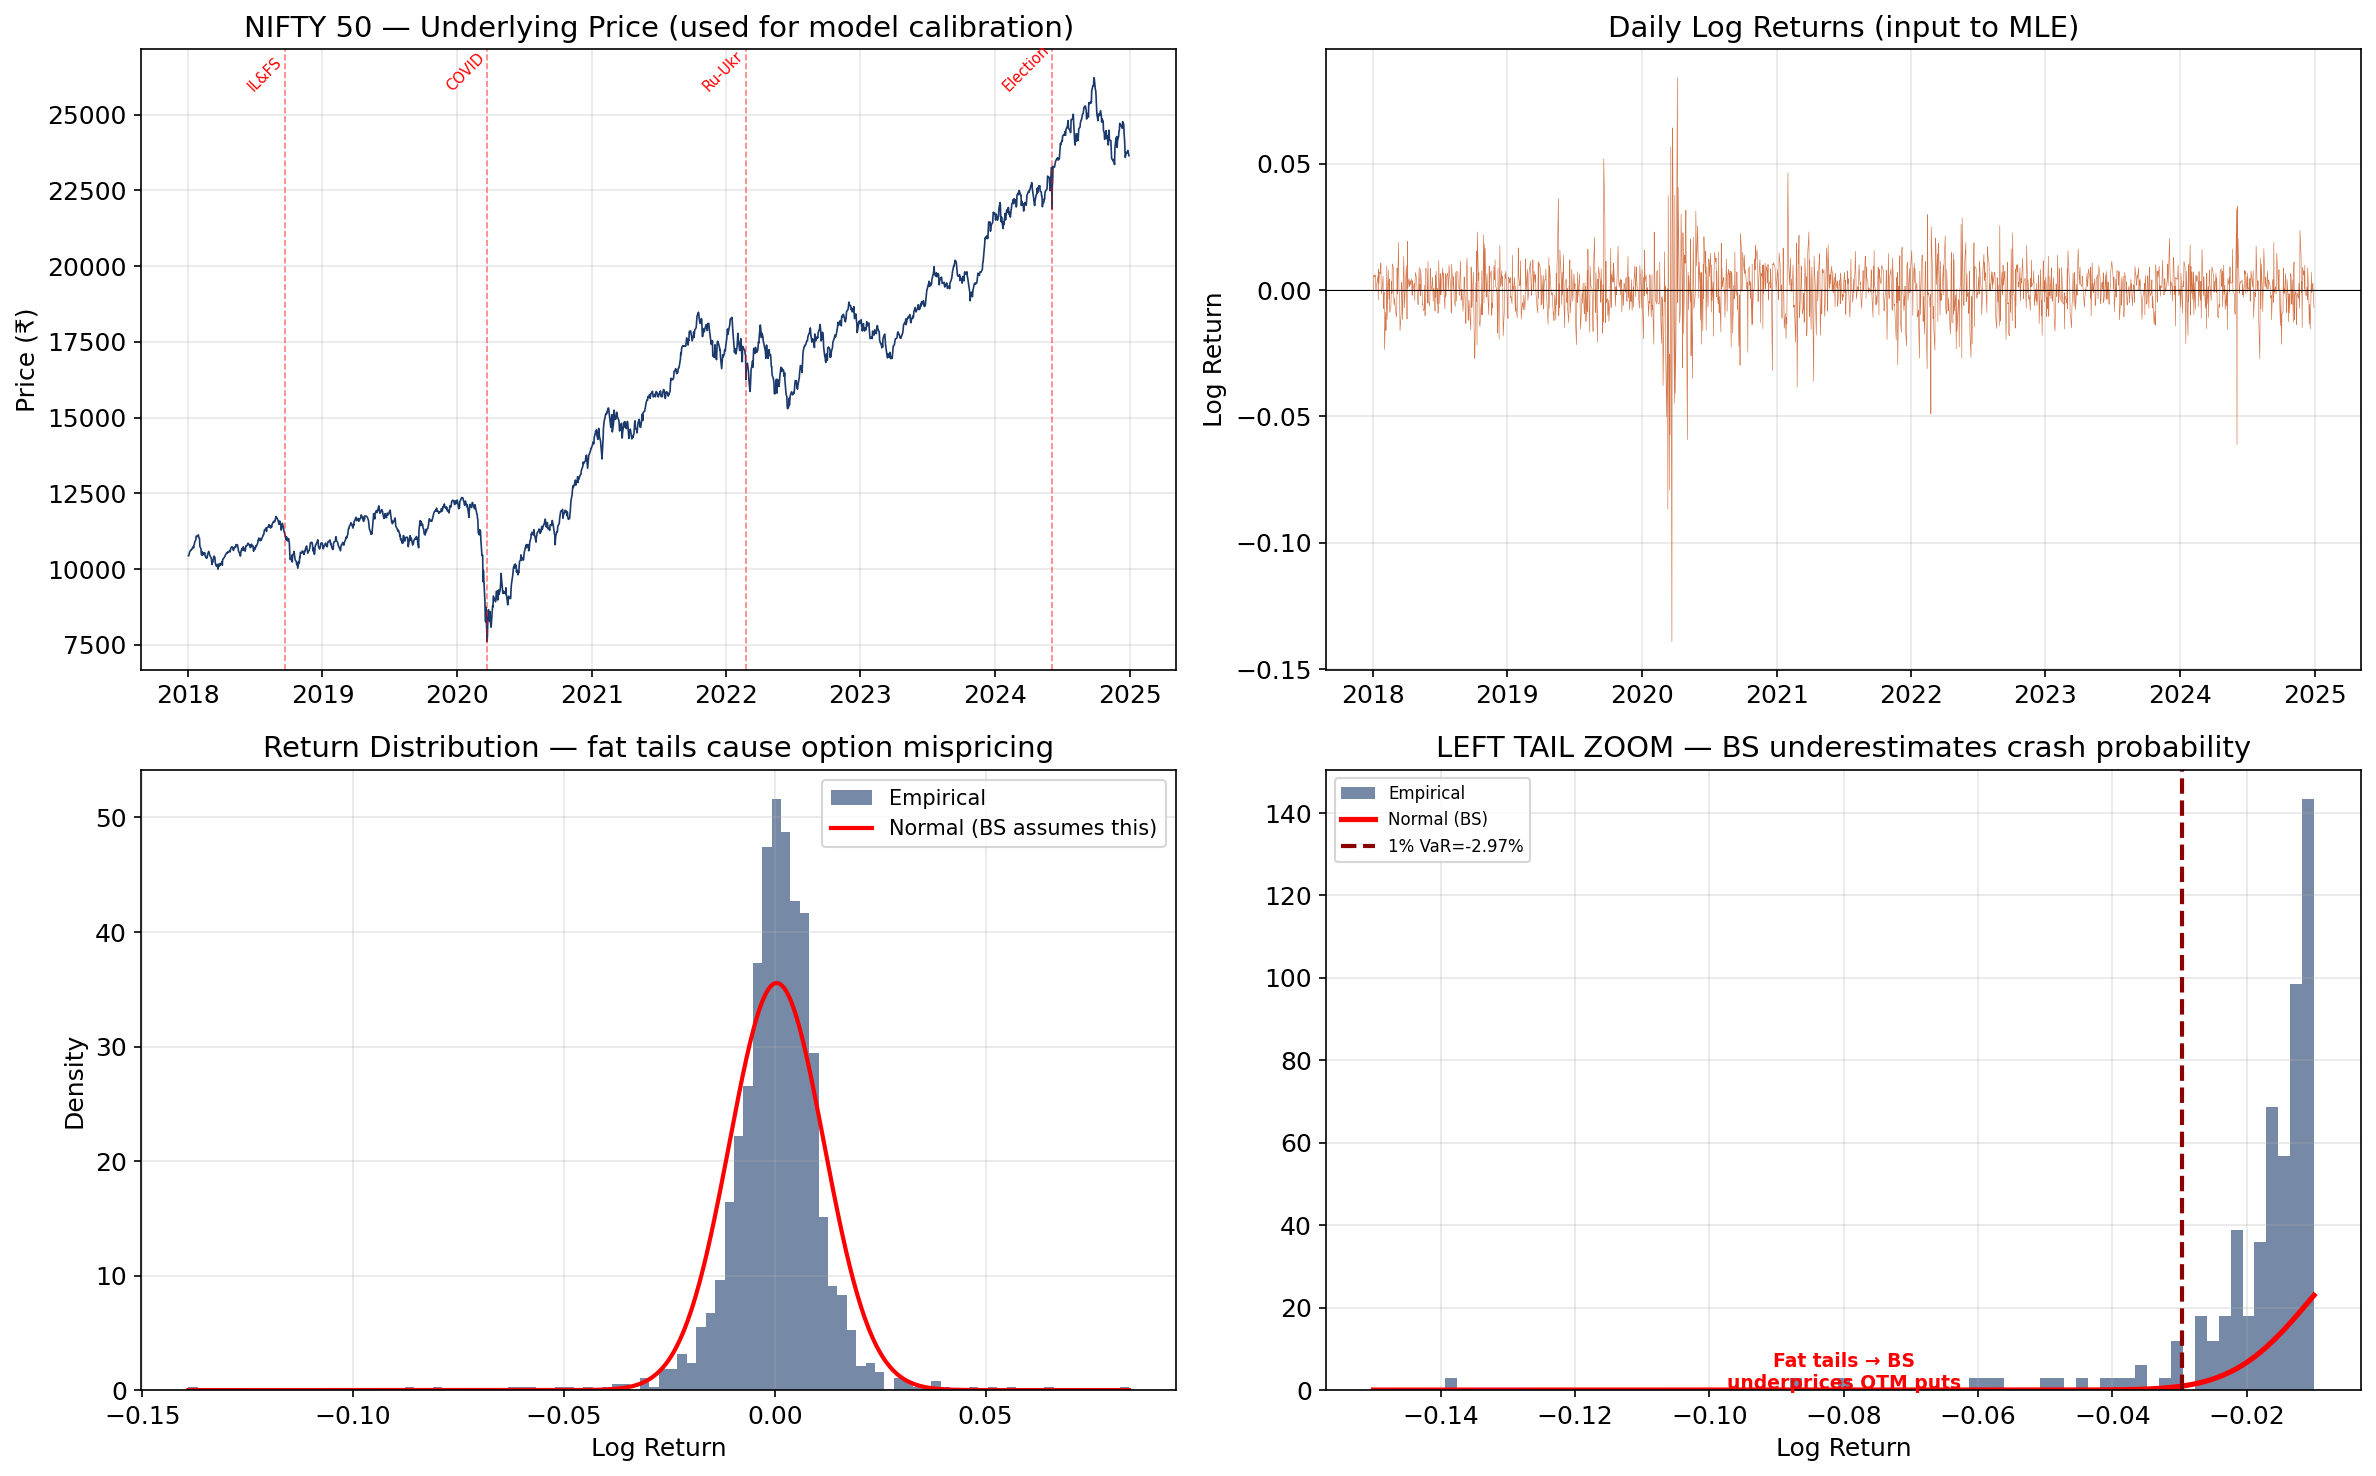 NIFTY 50 — Underlying Price (used for model calibration)
IL&FS
COVID
Ru-Ukr
Election
25000
22500
20000
17500
15000
12500
10000
7500
Price (₹)
2018 2019 2020 2021 2022 2023 2024 2025
Daily Log Returns (input to MLE)
0.05
0.00
−0.05
−0.10
−0.15
Log Return
2018 2019 2020 2021 2022 2023 2024 2025
Return Distribution — fat tails cause option mispricing
Empirical
Normal (BS assumes this)
50
40
30
20
10
0
Density
−0.15 −0.10 −0.05 0.00 0.05
Log Return
LEFT TAIL ZOOM — BS underestimates crash probability
Empirical
Normal (BS)
1% VaR=-2.97%
140
120
100
80
60
40
20
0
Fat tails → BS
underprices OTM puts
−0.14 −0.12 −0.10 −0.08 −0.06 −0.04 −0.02
Log Return